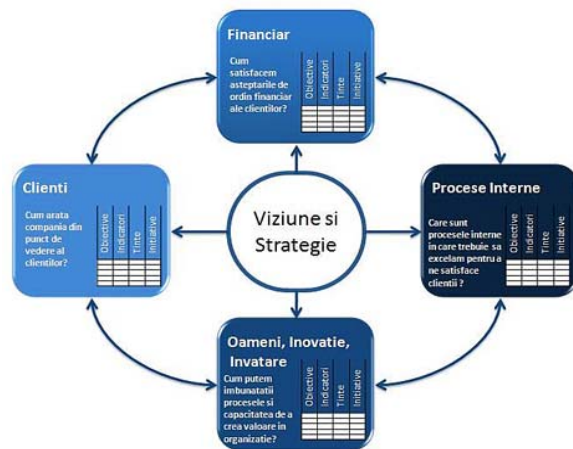 Financiar
Cum
satisfacem
asteptarile de
ordin financiar
ale clientilor?
Obiective
Indicatori
Tinte
Initiative
Clienti
Cum arata
compania din
punct de
vedere al
clientilor?
Obiective
Indicatori
Tinte
Initiative
Viziune si
Strategie
Procese Interne
Care sunt
procesele interne
in care trebuie sa
excelam pentru a
ne satisface
clientii ?
Obiective
Indicatori
Tinte
Initiative
Oameni, Inovatie,
Invatare
Cum putem
imbunatatii
procesele si
capacitatea de a
crea valoare in
organizatie?
Obiective
Indicatori
Tinte
Initiative